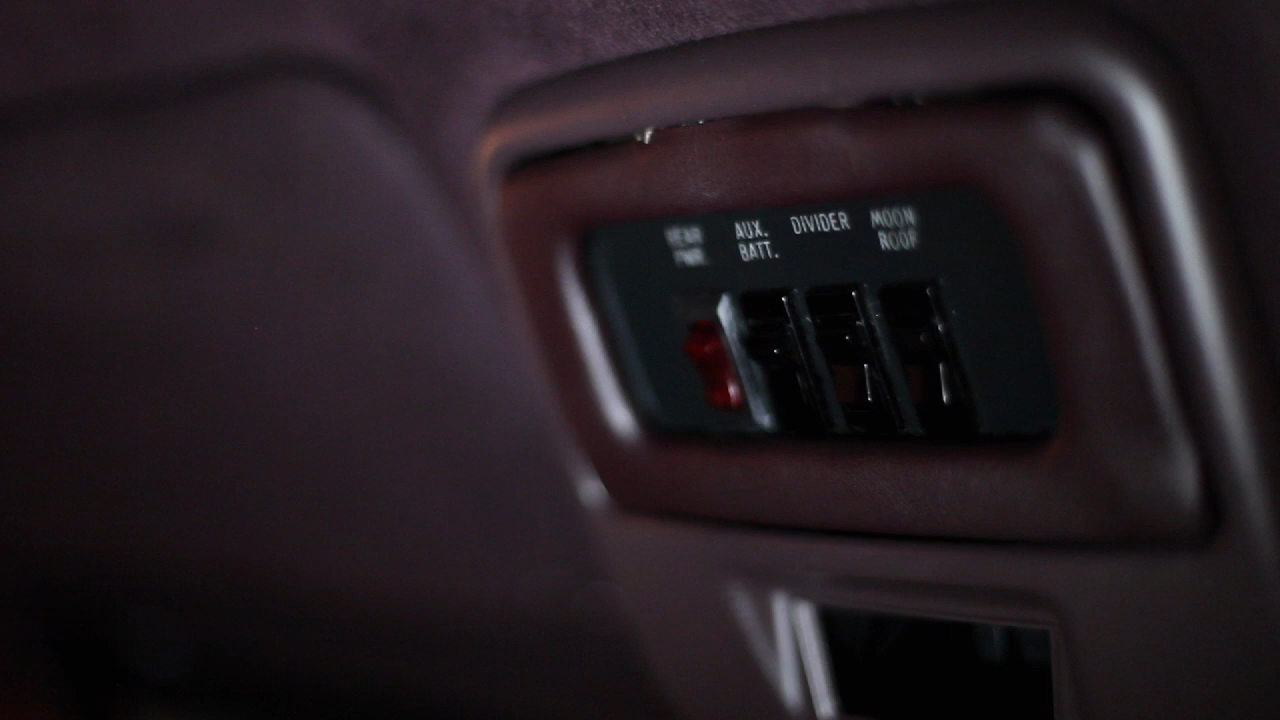 REAR
PWR.
AUX.
BATT.
DIVIDER
MOON
ROOF